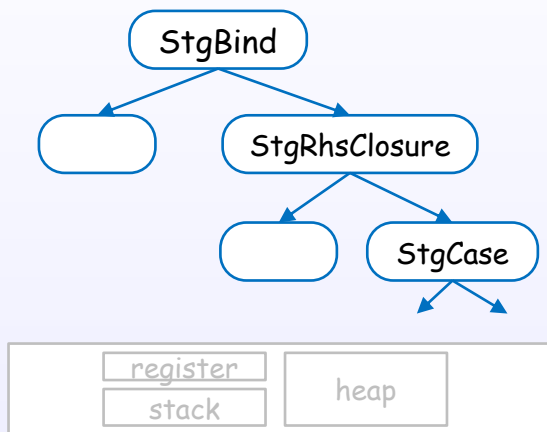 StgBind
StgRhsClosure
StgCase
register
stack
heap